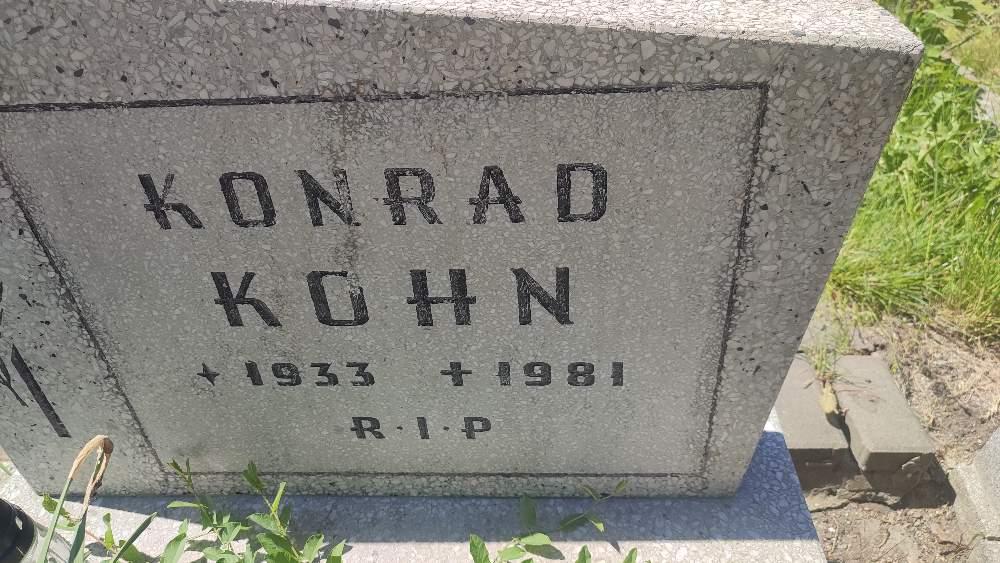 KONRAD
KOHN
✦ 1933 + 1981
R·I·P